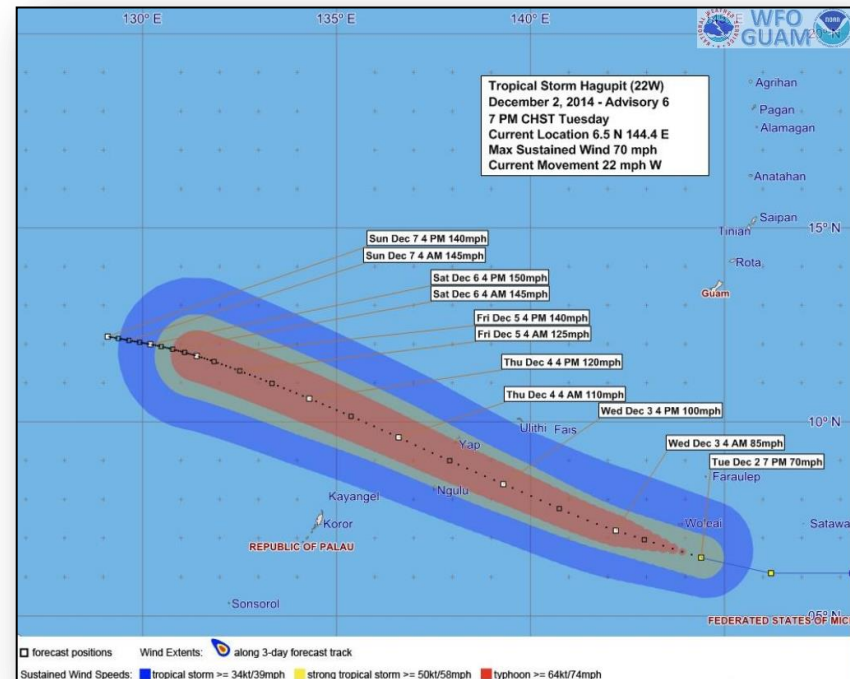 130° E
135° E
140° E
WFO
GUAM
Tropical Storm Hagupit (22W)
December 2, 2014 - Advisory 6
7 PM CHST Tuesday
Current Location 6.5 N 144.4 E
Max Sustained Wind 70 mph
Current Movement 22 mph W
Agrihan
Pagan
Alamagan
Anatahan
Saipan
Tinian
15° N
Rota
Guam
Sun Dec 7 4 PM 140mph
Sun Dec 7 4 AM 145mph
Sat Dec 6 4 PM 150mph
Sat Dec 6 4 AM 145mph
Fri Dec 5 4 PM 140mph
Fri Dec 5 4 AM 125mph
Thu Dec 4 4 PM 120mph
Thu Dec 4 4 AM 110mph
Wed Dec 3 4 PM 100mph
10° N
Ulithi
Fais
Wed Dec 3 4 AM 85mph
Yap
Tue Dec 2 7 PM 70mph
Faraulep
Ngulu
Kayangel
Koror
Woleai
Satawa
REPUBLIC OF PALAU
Sonsorol
05° N
FEDERATED STATES OF MIC
forecast positions Wind Extents: along 3-day forecast track
Sustained Wind Speeds: tropical storm >= 34kt/39mph strong tropical storm >= 50kt/58mph typhoon >= 64kt/74mph